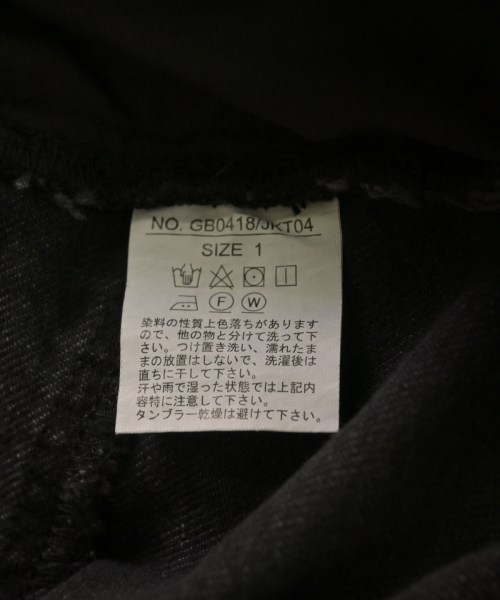 NO. GB0418/JKT04
SIZE 1
F W
染料の性質上色落ちがあります
ので、他の物と分けて洗って下
さい。つけ置き洗い、濡れたま
まの放置はしないで、洗濯後は
直ちに干して下さい。
汗や雨で湿った状態では上記内
容特に注意して下さい。
タンブラー乾燥は避けて下さい。